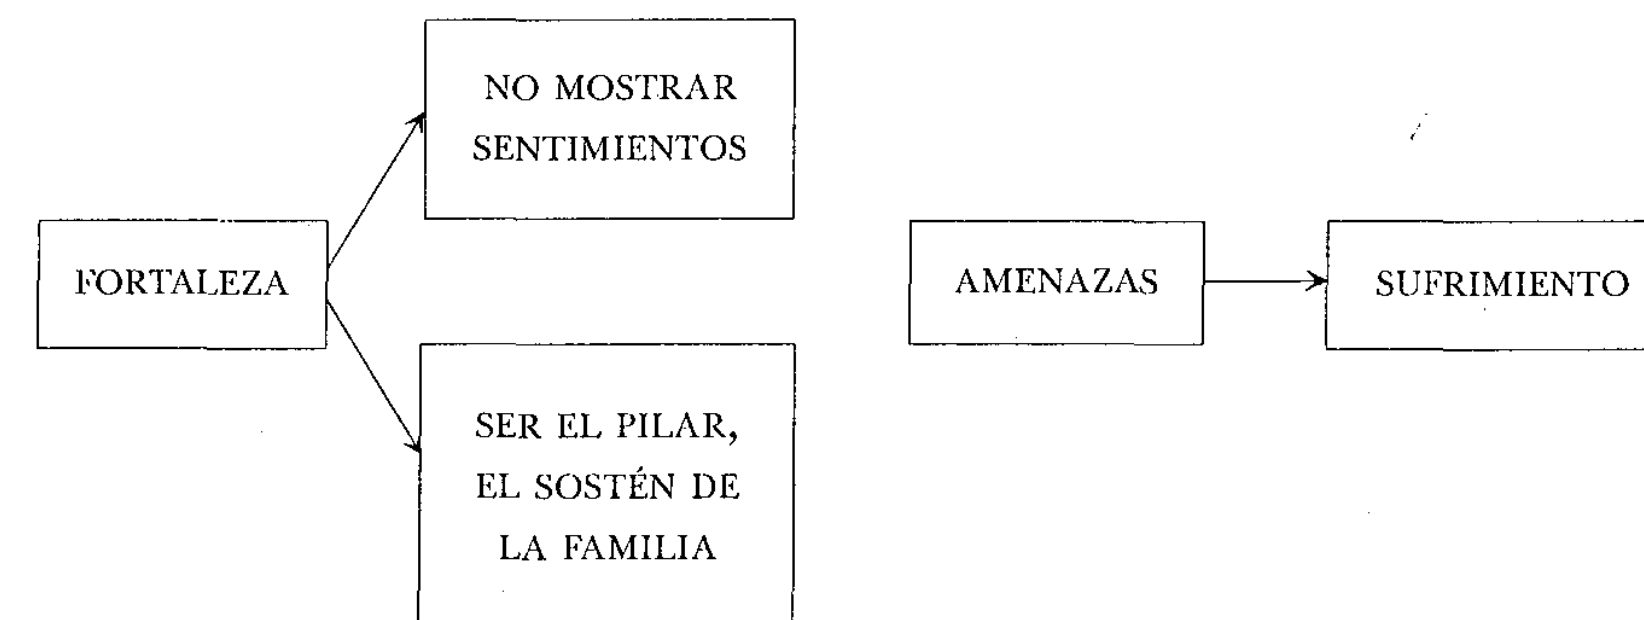 NO MOSTRAR
SENTIMIENTOS
FORTALEZA
SER EL PILAR,
EL SOSTÉN DE
LA FAMILIA
AMENAZAS
SUFRIMIENTO